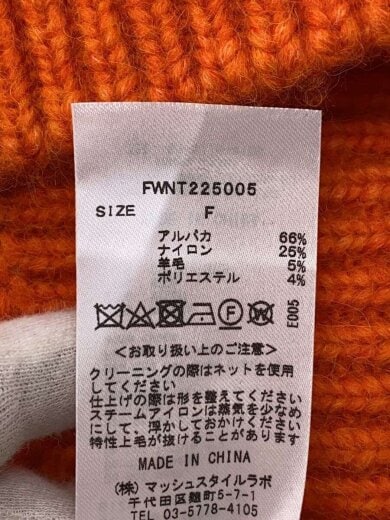 FWNT225005
SIZE F
アルパカ 66%
ナイロン 25%
羊毛 5%
ポリエステル 4%
E005
<お取り扱い上のご注意>
クリーニングの際はネットを使用
してください
仕上げの際は形を整えてください
スチームアイロンは蒸気を少なめ
にして、浮かしておかけください
特性上毛が抜けることがあります
MADE IN CHINA
(株)マッシュスタイルラボ
千代田区麹町5-7-1
TEL 03-5778-4105